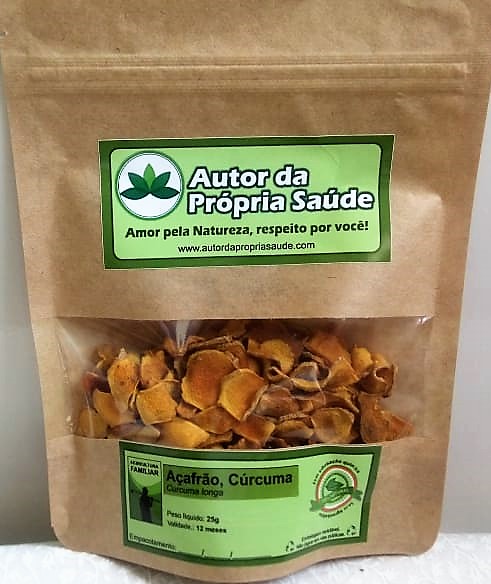 Autor da
Própria Saúde
Amor pela Natureza, respeito por você!
www.autordapropriasaude.com
AGRICULTURA
FAMILIAR
Açafrão, Cúrcuma
Curcuma longa
Peso líquido: 25g
Validade.: 12 meses
Empacotamento: / /